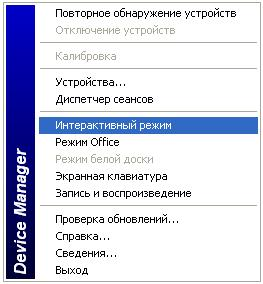 Повторное обнаружение устройств
Отключение устройств
Калибровка
Устройства...
Диспетчер сеансов
Интерактивный режим
Режим Office
Режим белой доски
Экранная клавиатура
Запись и воспроизведение
Проверка обновлений...
Справка...
Сведения...
Выход
Device Manager